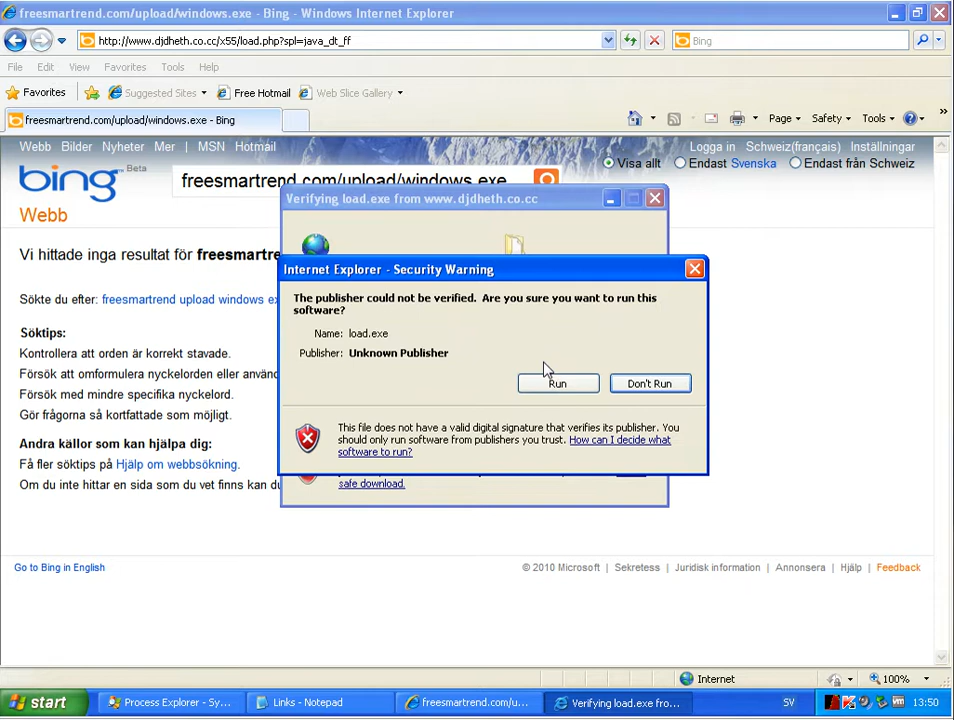 freesmartrend.com/upload/windows.exe - Bing - Windows Internet Explorer
http://www.djdheth.co.cc/x55/load.php?spl=java_dt_ff
Bing
File Edit View Favorites Tools Help
Favorites Suggested Sites Free Hotmail Web Slice Gallery
freesmartrend.com/upload/windows.exe - Bing
Page Safety Tools
Webb Bilder Nyheter Mer | MSN Hotmail
Logga in Schweiz(français) Inställningar
Visa allt Endast Svenska Endast från Schweiz
bing Beta
freesmartrend.com/upload/windows.exe
Webb
Verifying load.exe from www.djdheth.co.cc
Vi hittade inga resultat för freesmartre
Internet Explorer - Security Warning
The publisher could not be verified. Are you sure you want to run this
software?
Name: load.exe
Publisher: Unknown Publisher
Run Don't Run
This file does not have a valid digital signature that verifies its publisher. You
should only run software from publishers you trust. How can I decide what
software to run?
safe download.
Sökte du efter: freesmartrend upload windows ex
Söktips:
Kontrollera att orden är korrekt stavade.
Försök att omformulera nyckelorden eller använd
Försök med mindre specifika nyckelord.
Gör frågorna så kortfattade som möjligt.
Andra källor som kan hjälpa dig:
Få fler söktips på Hjälp om webbsökning.
Om du inte hittar en sida som du vet finns kan du
Go to Bing in English
© 2010 Microsoft | Sekretess | Juridisk information | Annonsera | Hjälp | Feedback
Internet
100%
start
Process Explorer - Sy...
Links - Notepad
freesmartrend.com/u...
Verifying load.exe fro...
SV
13:50